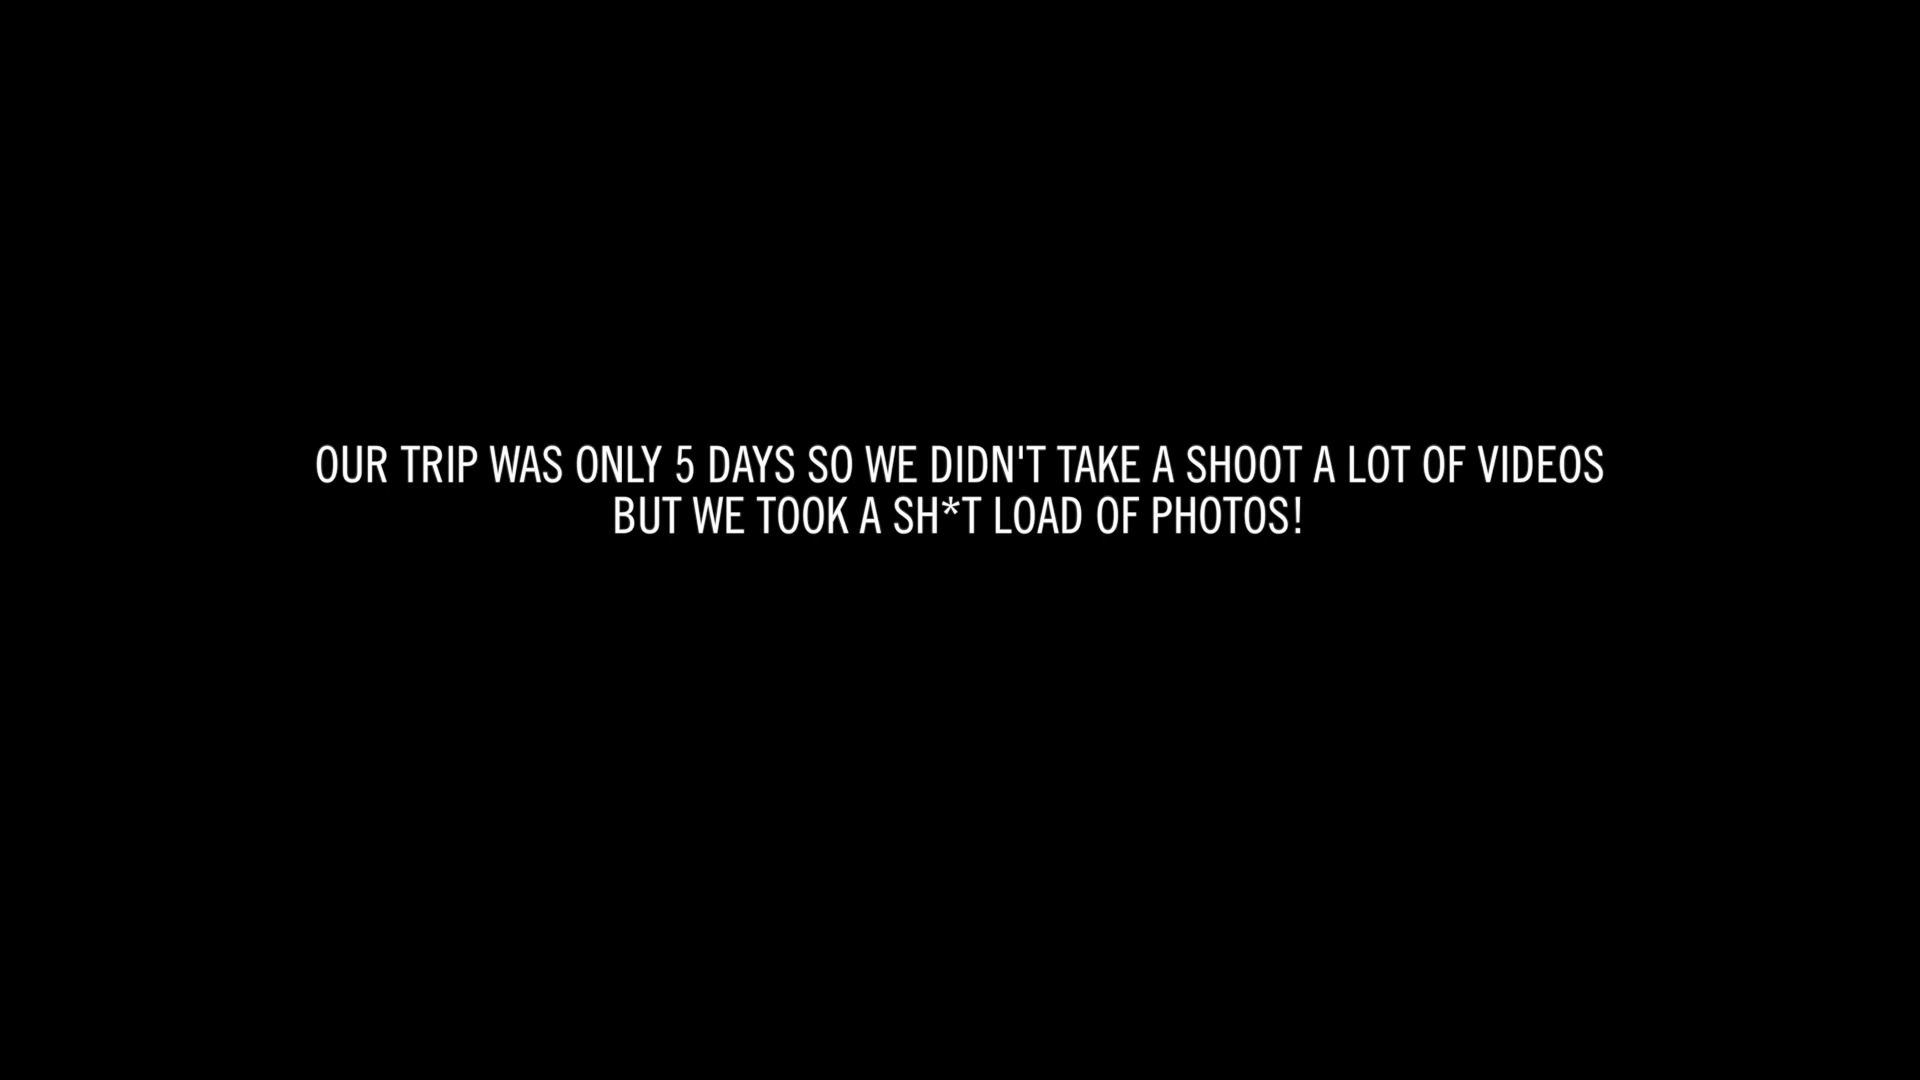 OUR TRIP WAS ONLY 5 DAYS SO WE DIDN'T TAKE A SHOOT A LOT OF VIDEOS
BUT WE TOOK A SH*T LOAD OF PHOTOS!